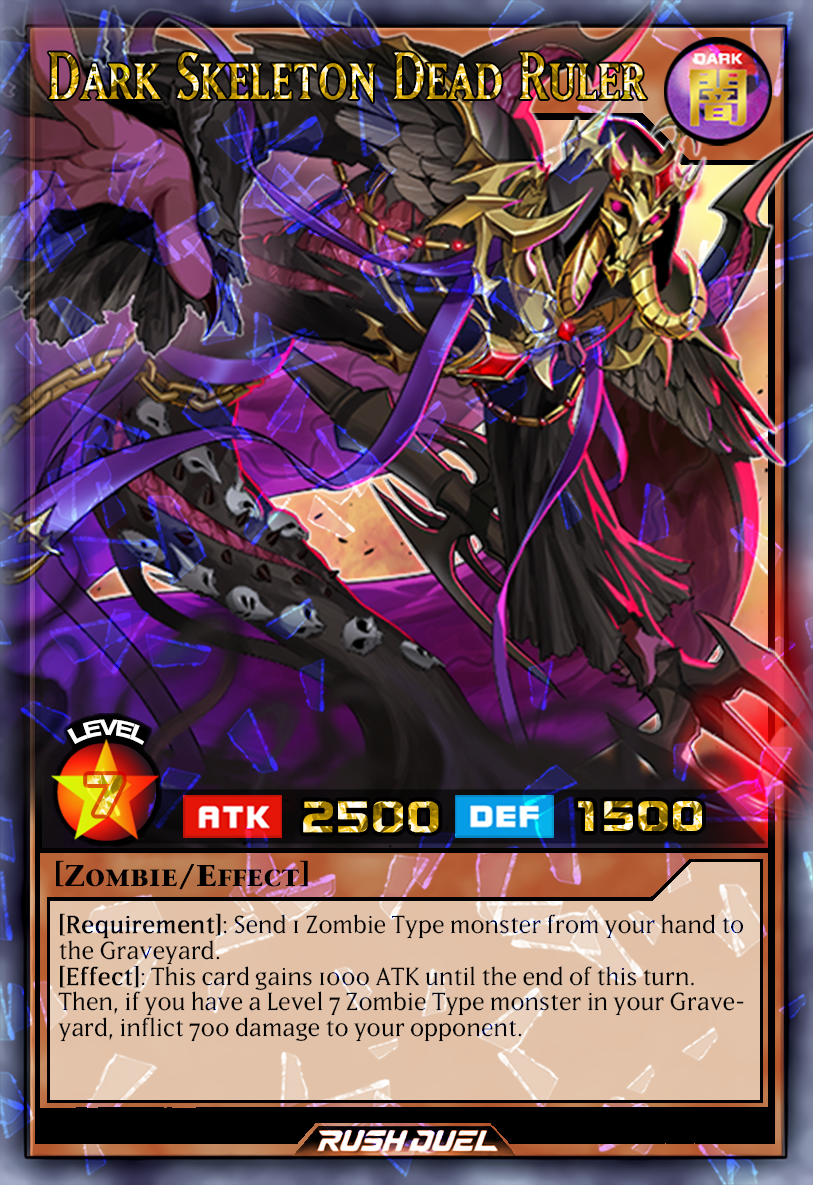 DARK SKELETON DEAD RULER
DARK
闇
LEVEL
7
ATK 2500 DEF 1500
[ZOMBIE/EFFECT]
[Requirement]: Send 1 Zombie Type monster from your hand to
the Graveyard.
[Effect]: This card gains 1000 ATK until the end of this turn.
Then, if you have a Level 7 Zombie Type monster in your Grave-
yard, inflict 700 damage to your opponent.
RUSH DUEL